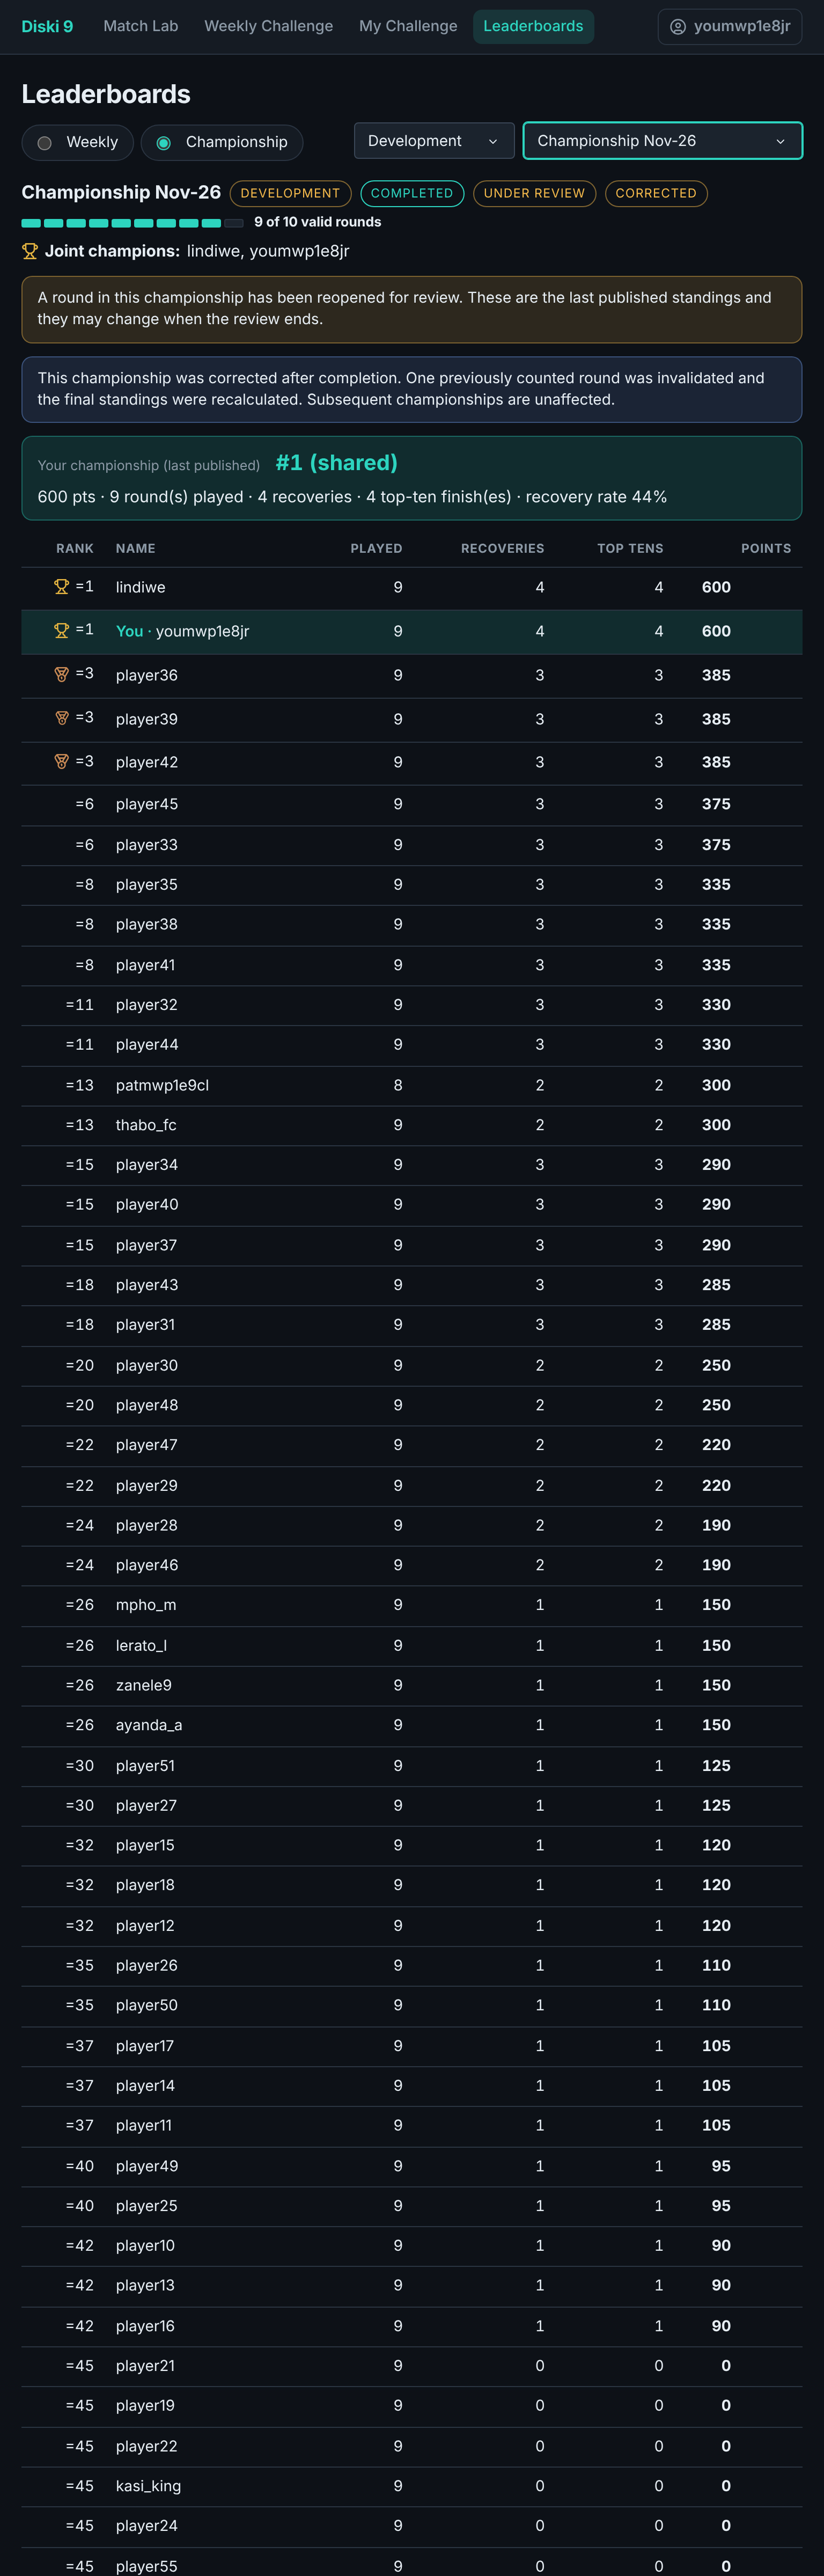 Diski 9 Match Lab Weekly Challenge My Challenge Leaderboards youmwp1e8jr
Leaderboards
Weekly Championship Development Championship Nov-26
Championship Nov-26 DEVELOPMENT COMPLETED UNDER REVIEW CORRECTED
9 of 10 valid rounds
Joint champions: lindiwe, youmwp1e8jr
A round in this championship has been reopened for review. These are the last published standings and
they may change when the review ends.
This championship was corrected after completion. One previously counted round was invalidated and
the final standings were recalculated. Subsequent championships are unaffected.
Your championship (last published) #1 (shared)
600 pts · 9 round(s) played · 4 recoveries · 4 top-ten finish(es) · recovery rate 44%
RANK NAME PLAYED RECOVERIES TOP TENS POINTS
=1 lindiwe 9 4 4 600
=1 You · youmwp1e8jr 9 4 4 600
=3 player36 9 3 3 385
=3 player39 9 3 3 385
=3 player42 9 3 3 385
=6 player45 9 3 3 375
=6 player33 9 3 3 375
=8 player35 9 3 3 335
=8 player38 9 3 3 335
=8 player41 9 3 3 335
=11 player32 9 3 3 330
=11 player44 9 3 3 330
=13 patmwp1e9cl 8 2 2 300
=13 thabo_fc 9 2 2 300
=15 player34 9 3 3 290
=15 player40 9 3 3 290
=15 player37 9 3 3 290
=18 player43 9 3 3 285
=18 player31 9 3 3 285
=20 player30 9 2 2 250
=20 player48 9 2 2 250
=22 player47 9 2 2 220
=22 player29 9 2 2 220
=24 player28 9 2 2 190
=24 player46 9 2 2 190
=26 mpho_m 9 1 1 150
=26 lerato_l 9 1 1 150
=26 zanele9 9 1 1 150
=26 ayanda_a 9 1 1 150
=30 player51 9 1 1 125
=30 player27 9 1 1 125
=32 player15 9 1 1 120
=32 player18 9 1 1 120
=32 player12 9 1 1 120
=35 player26 9 1 1 110
=35 player50 9 1 1 110
=37 player17 9 1 1 105
=37 player14 9 1 1 105
=37 player11 9 1 1 105
=40 player49 9 1 1 95
=40 player25 9 1 1 95
=42 player10 9 1 1 90
=42 player13 9 1 1 90
=42 player16 9 1 1 90
=45 player21 9 0 0 0
=45 player19 9 0 0 0
=45 player22 9 0 0 0
=45 kasi_king 9 0 0 0
=45 player24 9 0 0 0
=45 player55 9 0 0 0